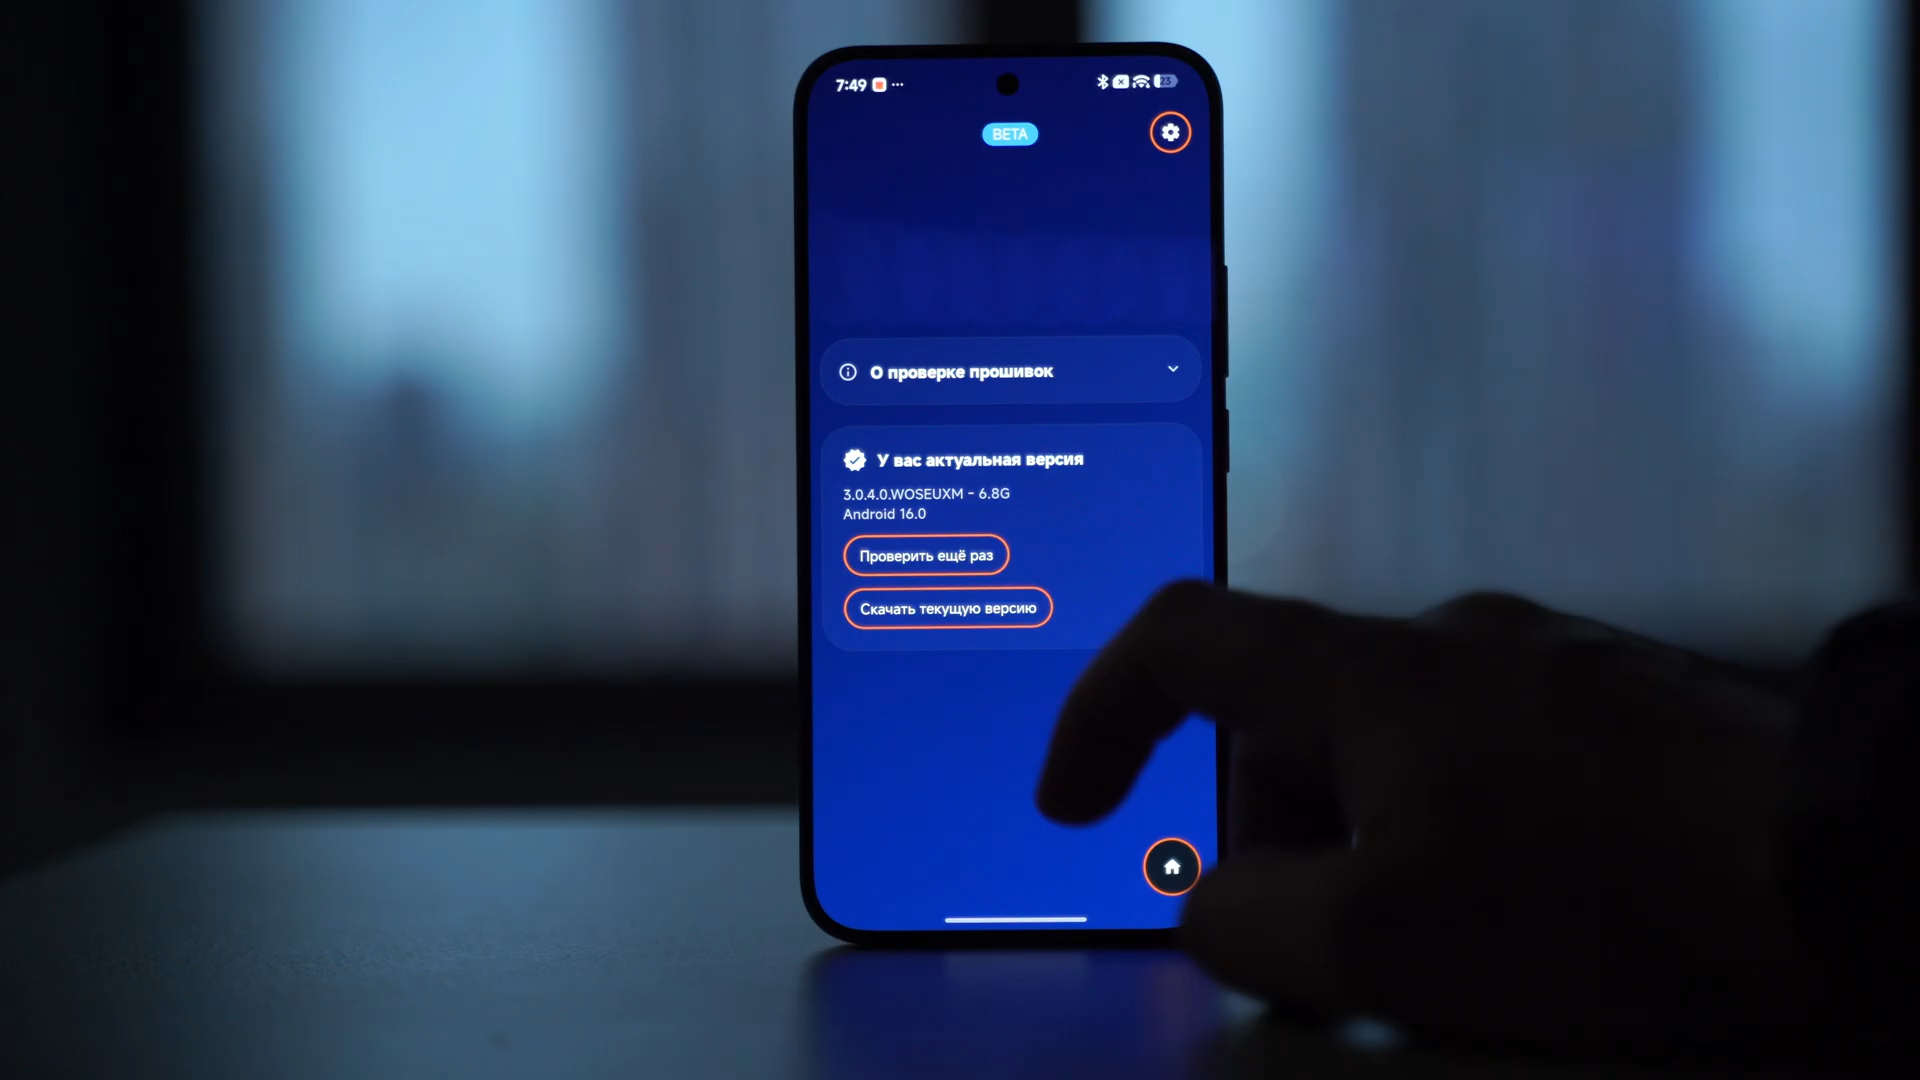 7:49
23
BETA
О проверке прошивок
У вас актуальная версия
3.0.4.0.WOSEUXM - 6.8G
Android 16.0
Проверить ещё раз
Скачать текущую версию